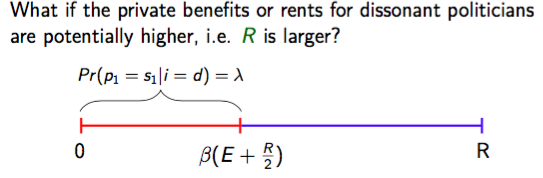 What if the private benefits or rents for dissonant politicians
are potentially higher, i.e. R is larger?
Pr(p₁ = s₁|i = d) = λ
0
β(E + R/2)
R